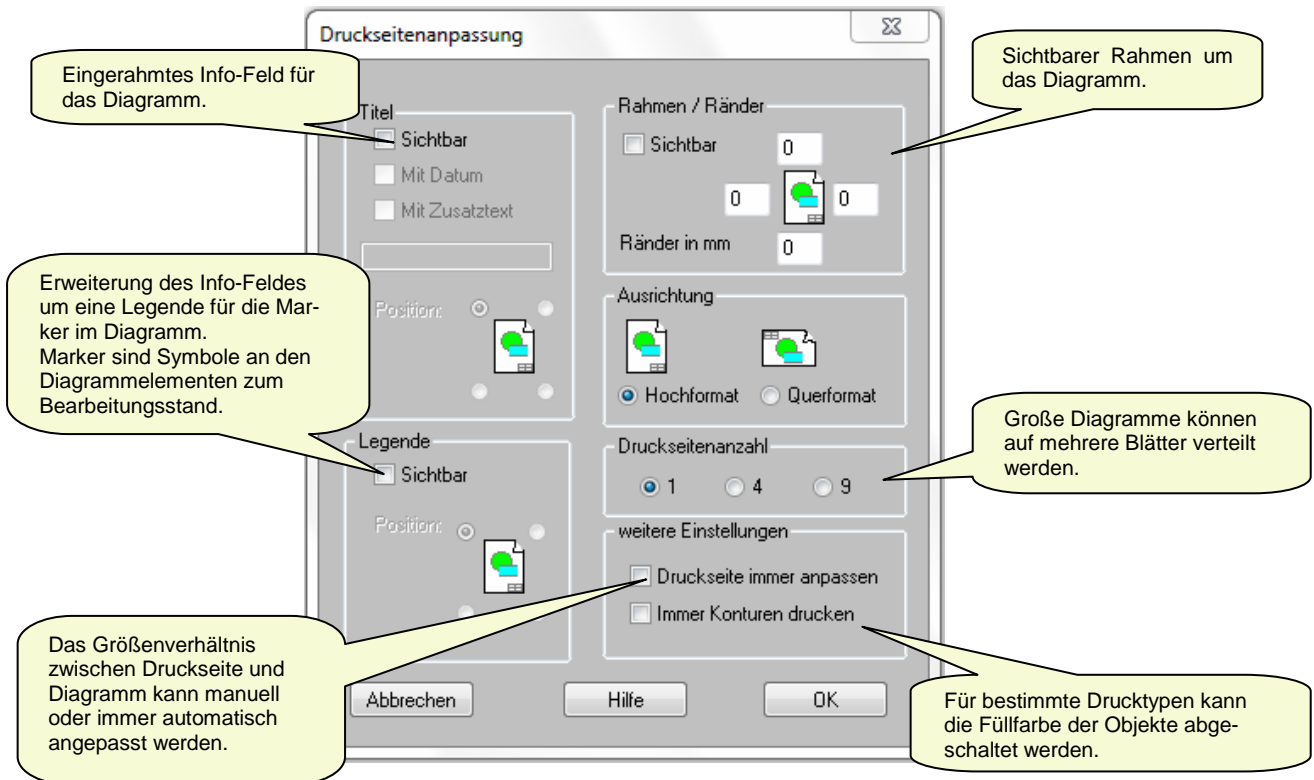 Druckseitenanpassung
Eingerahmtes Info-Feld für
das Diagramm.
Sichtbarer Rahmen um
das Diagramm.
Titel
Sichtbar
Mit Datum
Mit Zusatztext
Position:
Rahmen / Ränder
Sichtbar
0
0
0
Ränder in mm
0
Erweiterung des Info-Feldes
um eine Legende für die Mar-
ker im Diagramm.
Marker sind Symbole an den
Diagrammelementen zum
Bearbeitungsstand.
Ausrichtung
Hochformat
Querformat
Legende
Sichtbar
Position:
Druckseitenanzahl
1
4
9
Große Diagramme können
auf mehrere Blätter verteilt
werden.
weitere Einstellungen
Druckseite immer anpassen
Immer Konturen drucken
Das Größenverhältnis
zwischen Druckseite und
Diagramm kann manuell
oder immer automatisch
angepasst werden.
Abbrechen
Hilfe
OK
Für bestimmte Drucktypen kann
die Füllfarbe der Objekte abge-
schaltet werden.